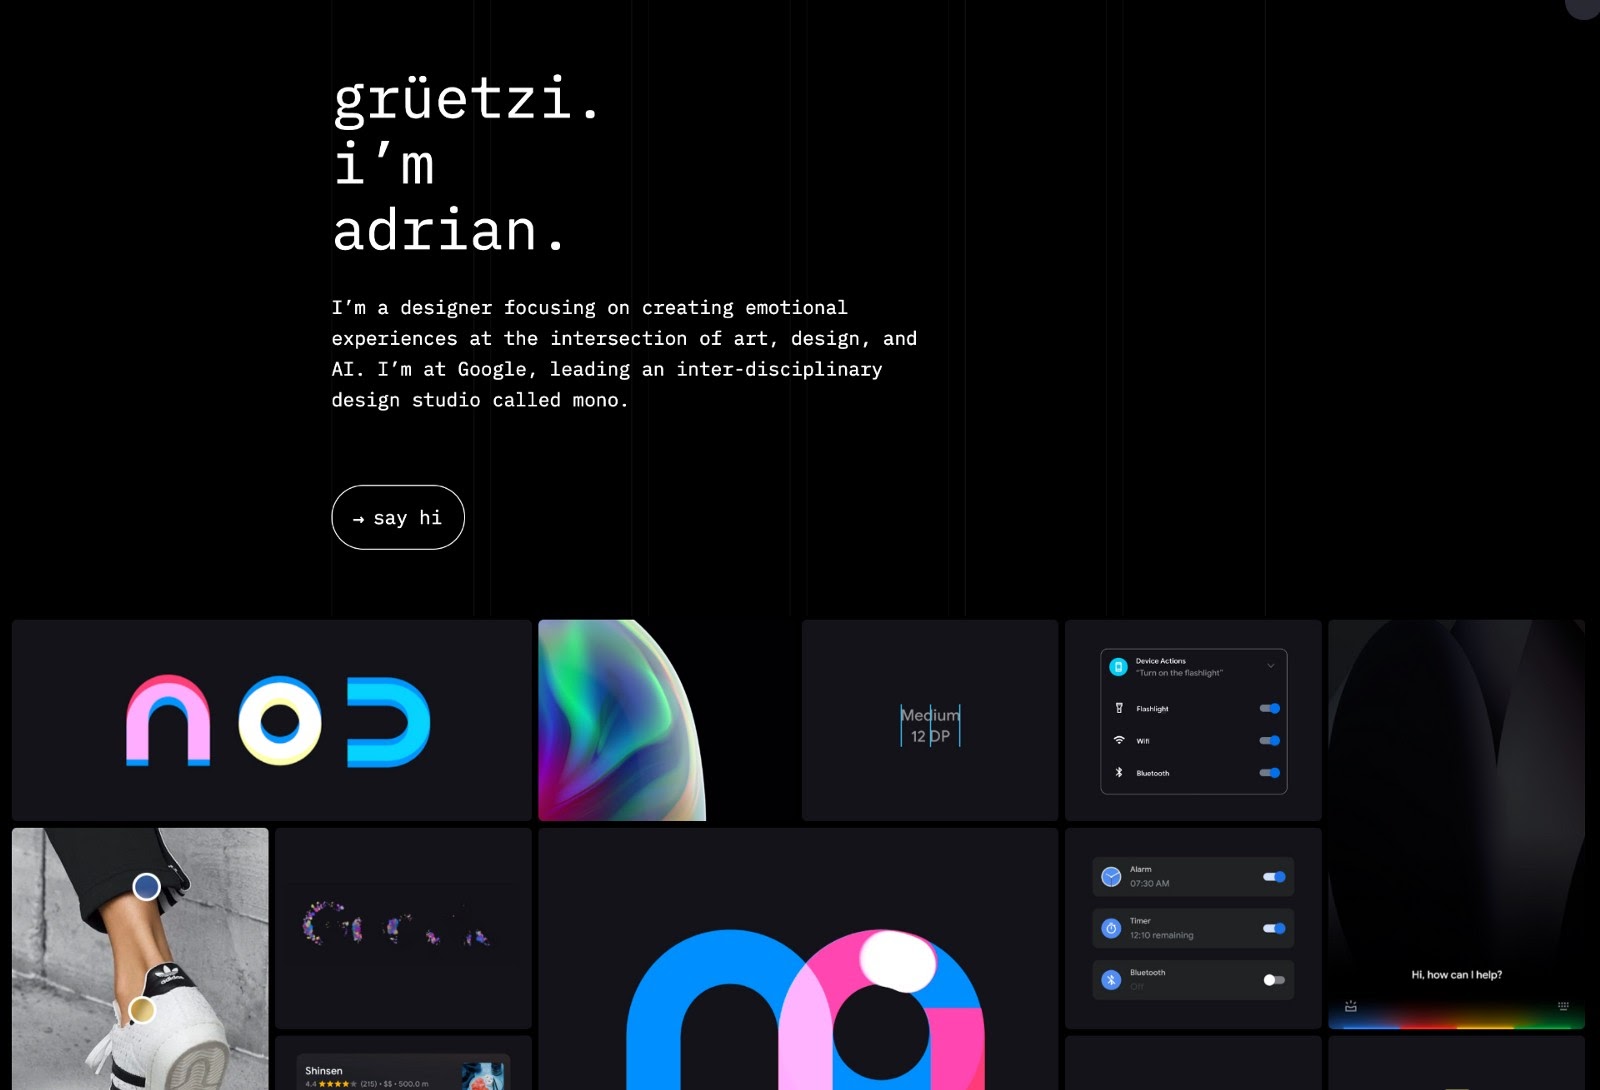 grüetzi.
i’m
adrian.
I’m a designer focusing on creating emotional
experiences at the intersection of art, design, and
AI. I’m at Google, leading an inter-disciplinary
design studio called mono.
→ say hi
nod
Medium
12 DP
Device Actions
“Turn on the flashlight”
Flashlight
Wifi
Bluetooth
adidas
Alarm
07:30 AM
Timer
12:10 remaining
Bluetooth
Off
Hi, how can I help?
Shinsen
4.4 ★★★★★ (215) • $$ • 500.0 m